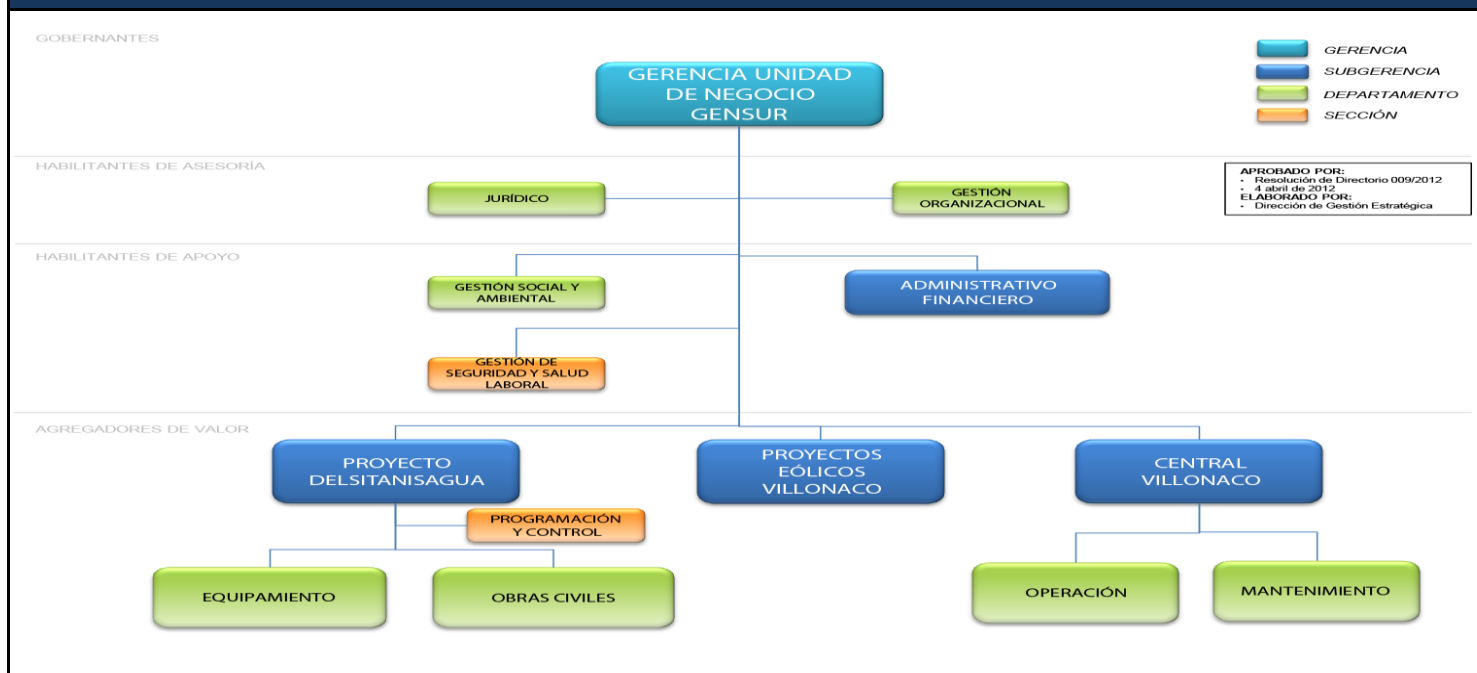 GOBERNANTES
GERENCIA UNIDAD
DE NEGOCIO
GENSUR
GERENCIA
SUBGERENCIA
DEPARTAMENTO
SECCIÓN
HABILITANTES DE ASESORÍA
JURÍDICO
GESTIÓN
ORGANIZACIONAL
APROBADO POR:
• Resolución de Directorio 009/2012
• 4 abril de 2012
ELABORADO POR:
• Dirección de Gestión Estratégica
HABILITANTES DE APOYO
GESTIÓN SOCIAL Y
AMBIENTAL
ADMINISTRATIVO
FINANCIERO
GESTIÓN DE
SEGURIDAD Y SALUD
LABORAL
AGREGADORES DE VALOR
PROYECTO
DELSITANISAGUA
PROYECTOS
EÓLICOS
VILLONACO
CENTRAL
VILLONACO
PROGRAMACIÓN
Y CONTROL
EQUIPAMIENTO
OBRAS CIVILES
OPERACIÓN
MANTENIMIENTO